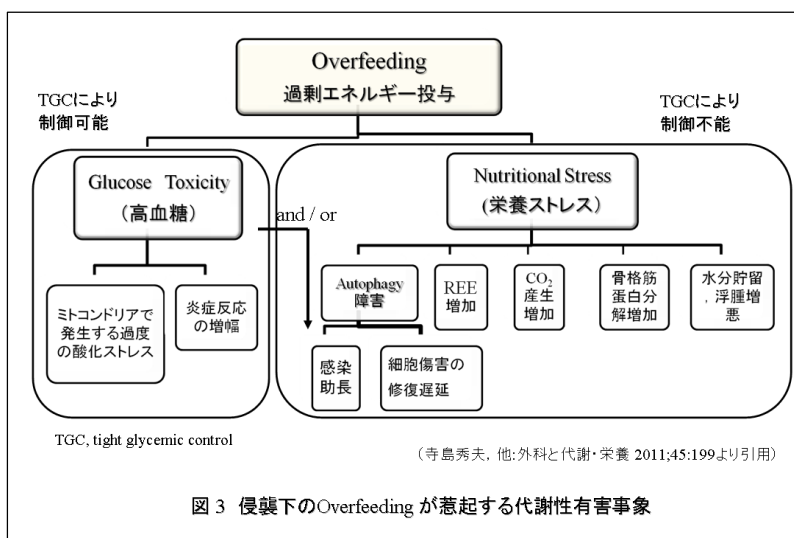 Overfeeding
過剰エネルギー投与
TGCにより
制御可能
TGCにより
制御不能
Glucose Toxicity
（高血糖）
and / or
Nutritional Stress
(栄養ストレス）
ミトコンドリアで
発生する過度
の酸化ストレス
炎症反応
の増幅
Autophagy
障害
REE
増加
CO₂
産生
増加
骨格筋
蛋白分
解増加
水分貯留
，浮腫増
悪
感染
助長
細胞傷害の
修復遅延
TGC, tight glycemic control
（寺島秀夫，他:外科と代謝・栄養 2011;45:199より引用）
図 3 侵襲下のOverfeeding が惹起する代謝性有害事象